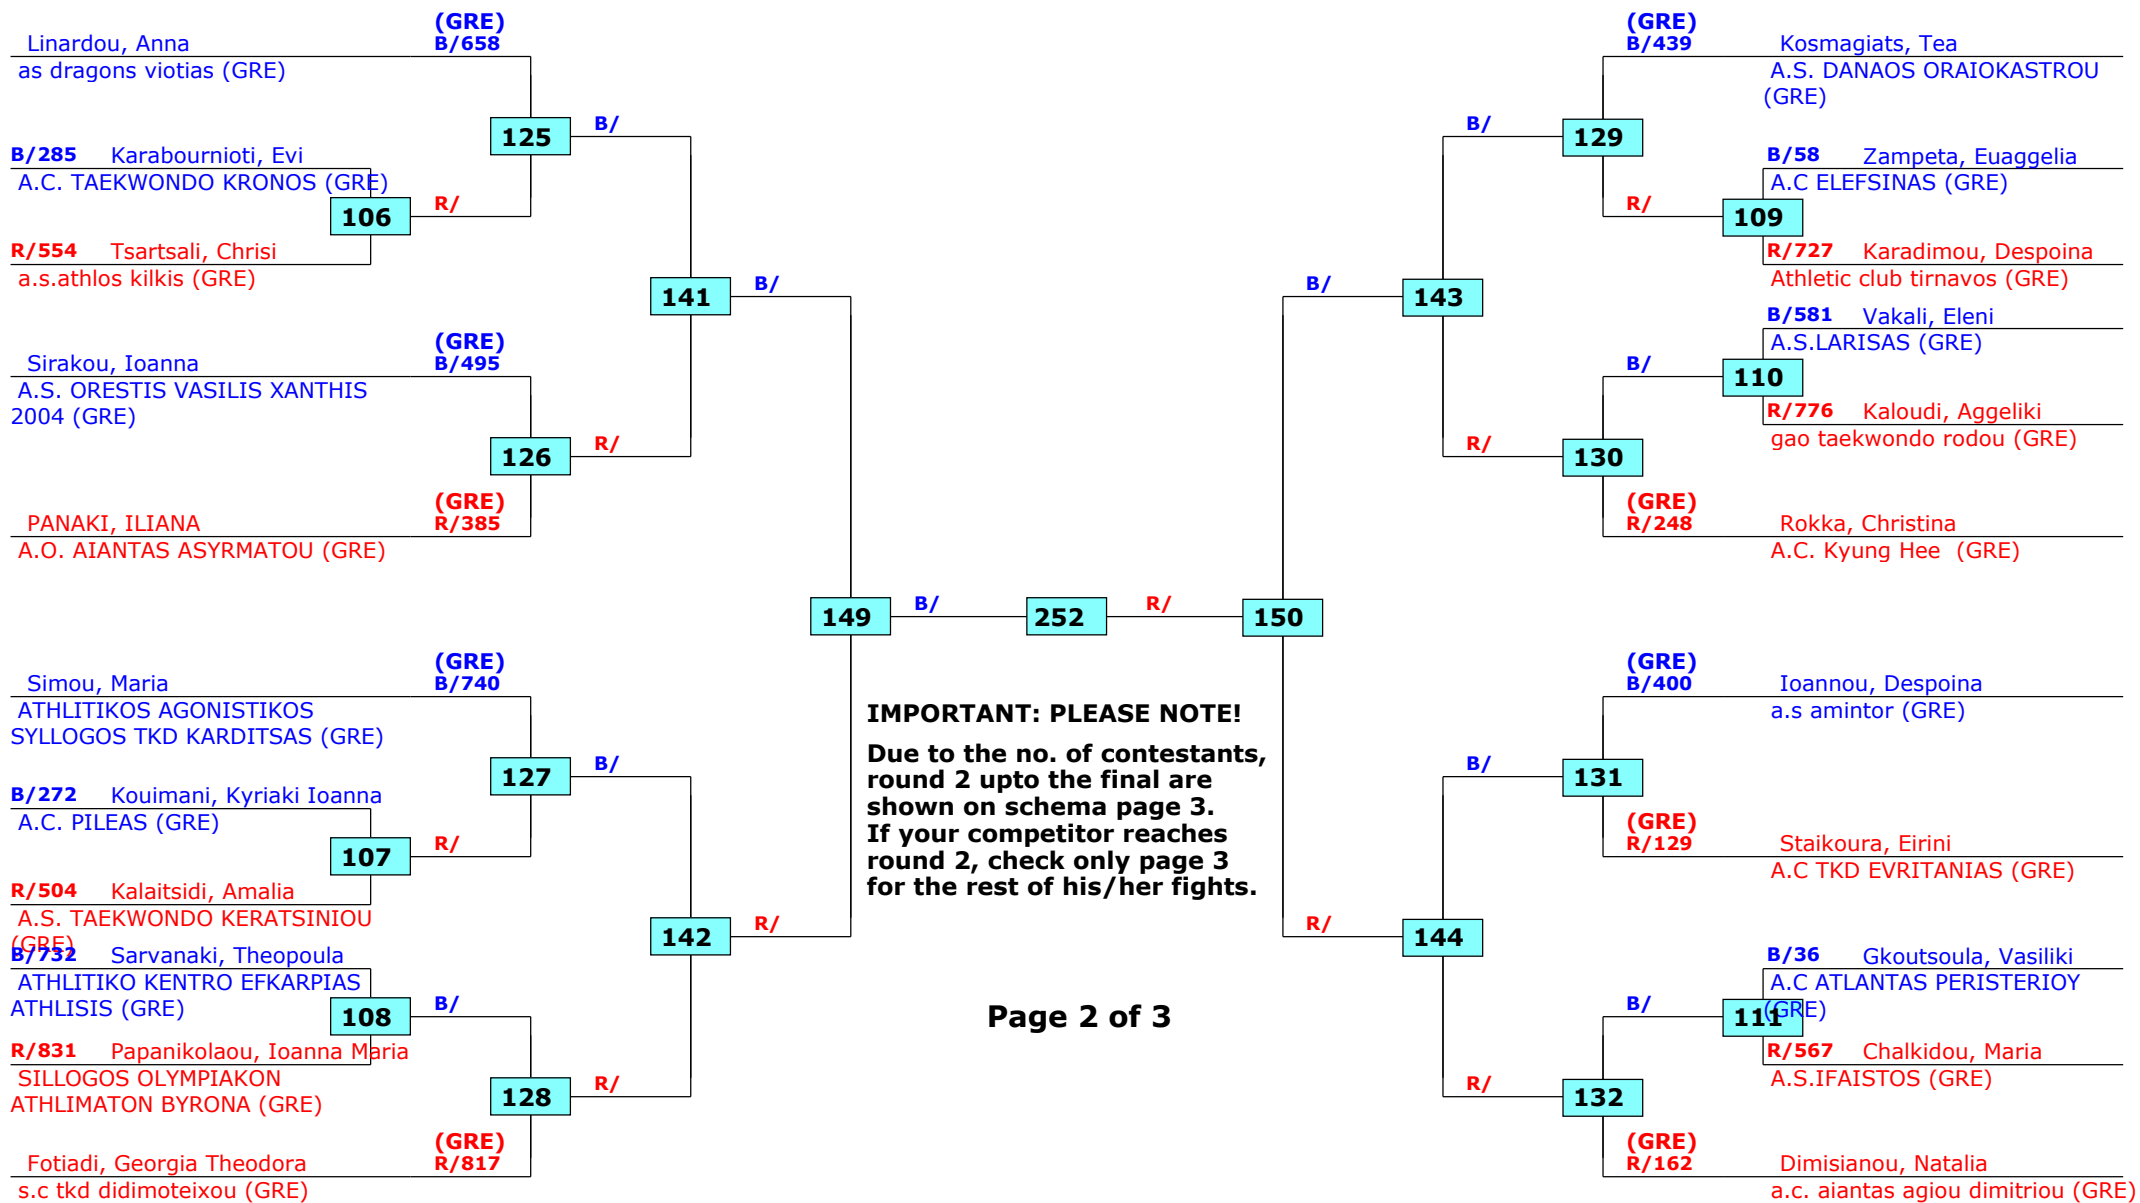 (GRE)
Linardou, Anna B/658
as dragons viotias (GRE)
125
B/
B/285 Karabournioti, Evi
A.C. TAEKWONDO KRONOS (GRE)
106
R/
R/554 Tsartsali, Chrisi
a.s.athlos kilkis (GRE)
141
B/
(GRE)
Sirakou, Ioanna B/495
A.S. ORESTIS VASILIS XANTHIS
2004 (GRE)
126
R/
(GRE)
PANAKI, ILIANA R/385
A.O. AIANTAS ASYRMATOU (GRE)
149
B/
252
R/
150
(GRE)
Simou, Maria B/740
ATHLITIKOS AGONISTIKOS
SYLLOGOS TKD KARDITSAS (GRE)
127
B/
B/272 Kouimani, Kyriaki Ioanna
A.C. PILEAS (GRE)
107
R/
R/504 Kalaitsidi, Amalia
A.S. TAEKWONDO KERATSINIOU
(GRE)
142
R/
B/732 Sarvanaki, Theopoula
ATHLITIKO KENTRO EFKARPIAS
ATHLISIS (GRE)
108
B/
R/831 Papanikolaou, Ioanna Maria
SILLOGOS OLYMPIAKON
ATHLIMATON BYRONA (GRE)
128
R/
(GRE)
Fotiadi, Georgia Theodora R/817
s.c tkd didimoteixou (GRE)
IMPORTANT: PLEASE NOTE!
Due to the no. of contestants,
round 2 upto the final are
shown on schema page 3.
If your competitor reaches
round 2, check only page 3
for the rest of his/her fights.
Page 2 of 3
(GRE)
B/439 Kosmagiats, Tea
A.S. DANAOS ORAIOKASTROU
(GRE)
B/
129
B/58 Zampeta, Euaggelia
A.C ELEFSINAS (GRE)
R/
109
R/727 Karadimou, Despoina
Athletic club tirnavos (GRE)
B/
143
B/581 Vakali, Eleni
A.S.LARISAS (GRE)
B/
110
R/776 Kaloudi, Aggeliki
gao taekwondo rodou (GRE)
R/
130
(GRE)
R/248 Rokka, Christina
A.C. Kyung Hee (GRE)
(GRE)
B/400 Ioannou, Despoina
a.s amintor (GRE)
B/
131
(GRE)
R/129 Staikoura, Eirini
A.C TKD EVRITANIAS (GRE)
R/
144
B/36 Gkoutsoula, Vasiliki
A.C ATLANTAS PERISTERIOY
(GRE)
B/
111
R/567 Chalkidou, Maria
A.S.IFAISTOS (GRE)
R/
132
(GRE)
R/162 Dimisianou, Natalia
a.c. aiantas agiou dimitriou (GRE)